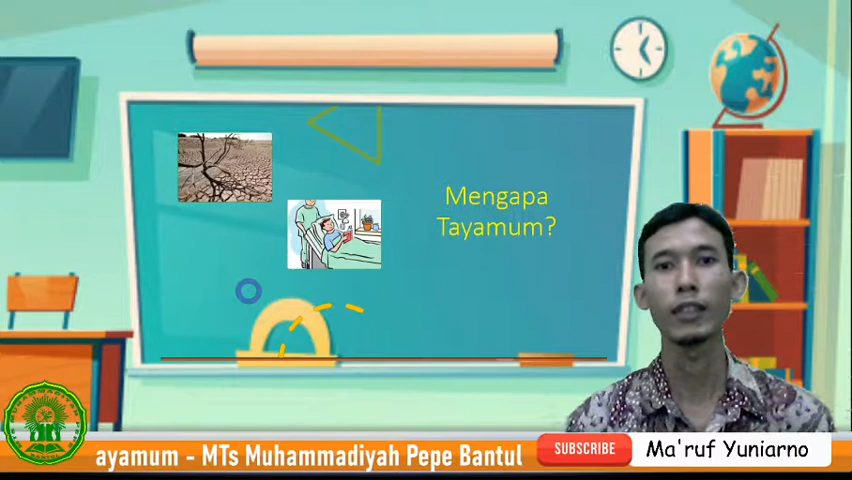 Mengapa
Tayamum?
ayamum - MTs Muhammadiyah Pepe Bantul
SUBSCRIBE
Ma'ruf Yuniarno